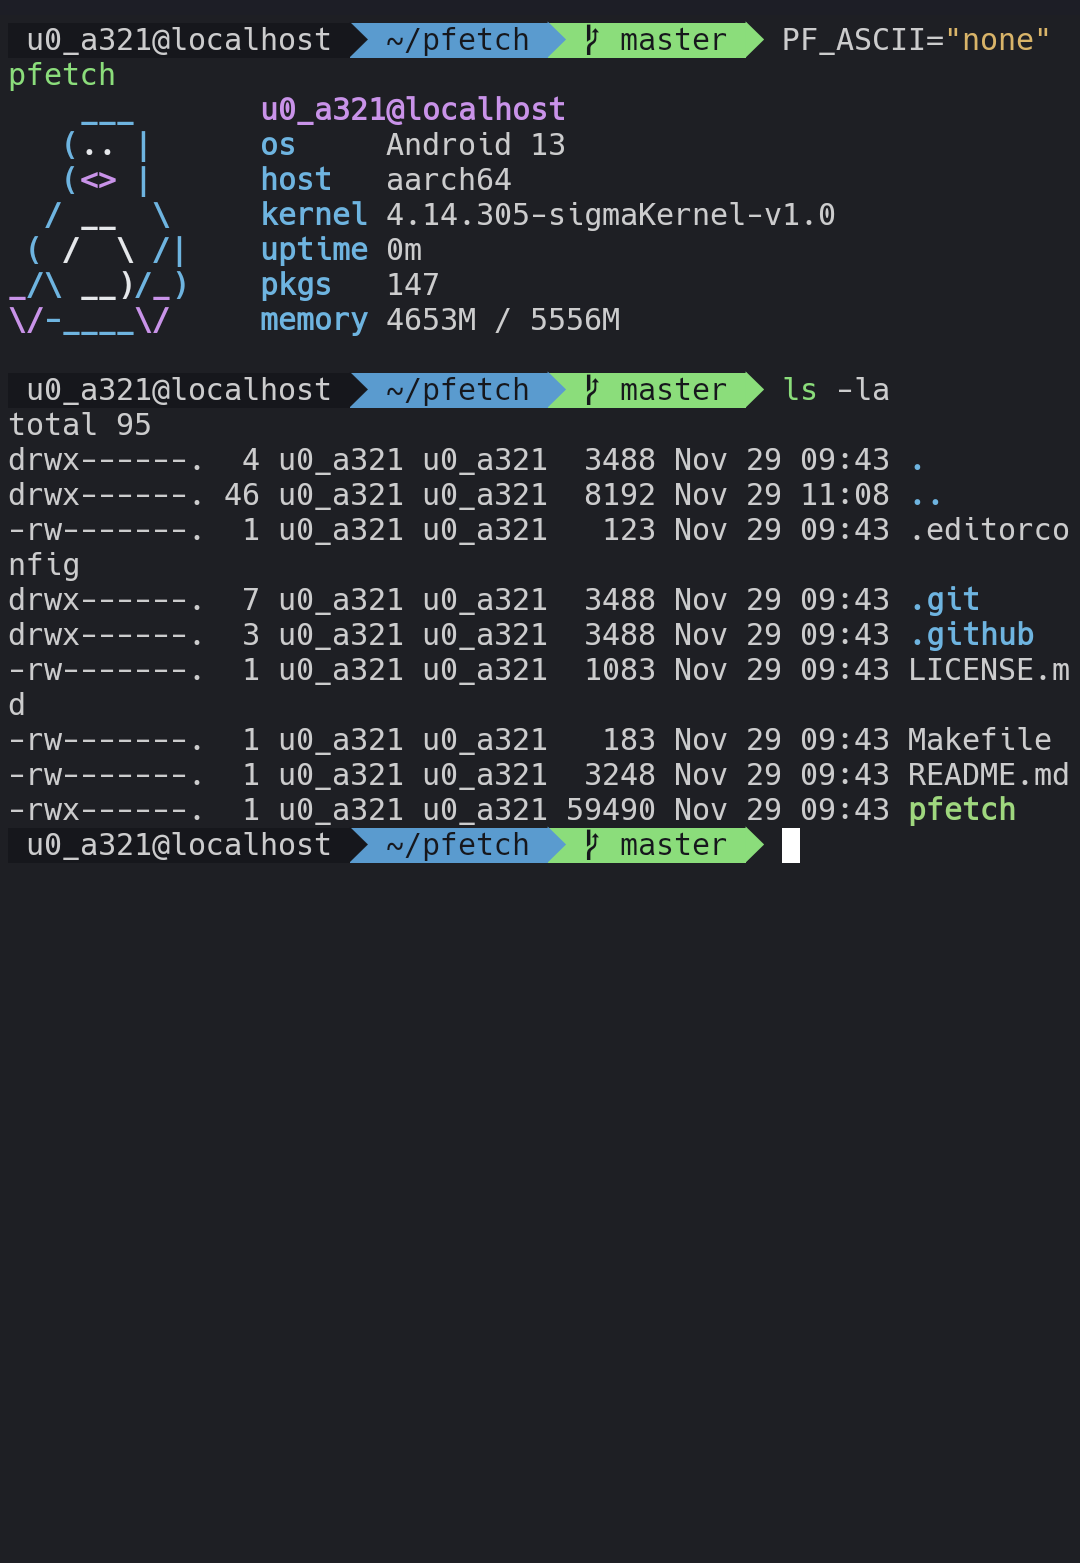 u0_a321@localhost  ~/pfetch  master  PF_ASCII="none"
pfetch
    ___       u0_a321@localhost
   (.. |      os     Android 13
   (<> |      host   aarch64
  / __  \     kernel 4.14.305-sigmaKernel-v1.0
 ( /  \ /|    uptime 0m
_/\ __)/_)    pkgs   147
\/-____\/     memory 4653M / 5556M
u0_a321@localhost  ~/pfetch  master  ls -la
total 95
drwx------.  4 u0_a321 u0_a321  3488 Nov 29 09:43 .
drwx------. 46 u0_a321 u0_a321  8192 Nov 29 11:08 ..
-rw-------.  1 u0_a321 u0_a321   123 Nov 29 09:43 .editorco
nfig
drwx------.  7 u0_a321 u0_a321  3488 Nov 29 09:43 .git
drwx------.  3 u0_a321 u0_a321  3488 Nov 29 09:43 .github
-rw-------.  1 u0_a321 u0_a321  1083 Nov 29 09:43 LICENSE.m
d
-rw-------.  1 u0_a321 u0_a321   183 Nov 29 09:43 Makefile
-rw-------.  1 u0_a321 u0_a321  3248 Nov 29 09:43 README.md
-rwx------.  1 u0_a321 u0_a321 59490 Nov 29 09:43 pfetch
u0_a321@localhost  ~/pfetch  master